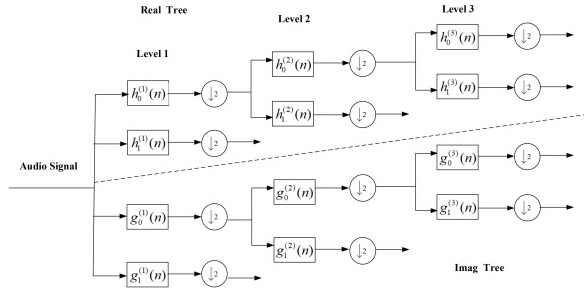 Real Tree
Level 1
Level 2
Level 3
h₀⁽¹⁾(n) ↓2
h₀⁽²⁾(n) ↓2
h₀⁽³⁾(n) ↓2
h₁⁽³⁾(n) ↓2
h₁⁽²⁾(n) ↓2
h₁⁽¹⁾(n) ↓2
Audio Signal
g₀⁽¹⁾(n) ↓2
g₀⁽²⁾(n) ↓2
g₀⁽³⁾(n) ↓2
g₁⁽³⁾(n) ↓2
g₁⁽²⁾(n) ↓2
g₁⁽¹⁾(n) ↓2
Imag Tree